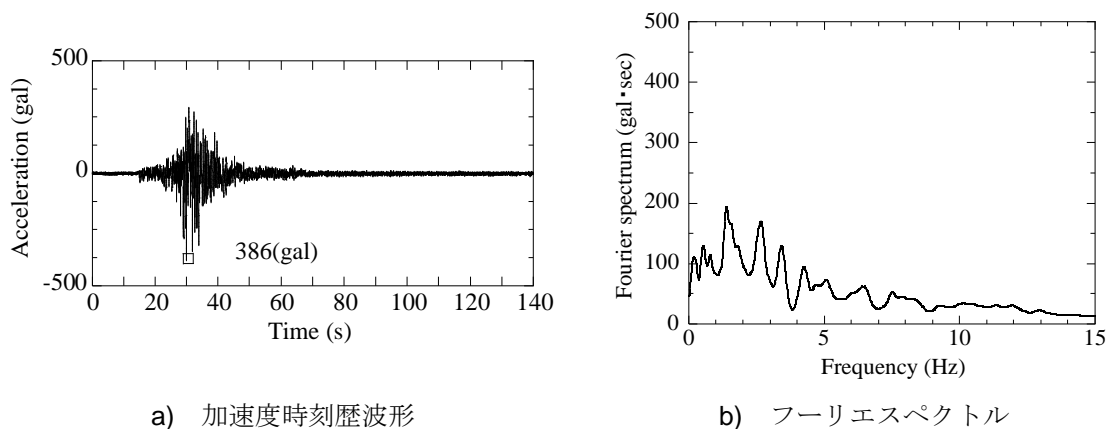 500
0
-500
Acceleration (gal)
386(gal)
0 20 40 60 80 100 120 140
Time (s)
a) 加速度時刻歴波形
500
400
300
200
100
0
Fourier spectrum (gal・sec)
0 5 10 15
Frequency (Hz)
b) フーリエスペクトル